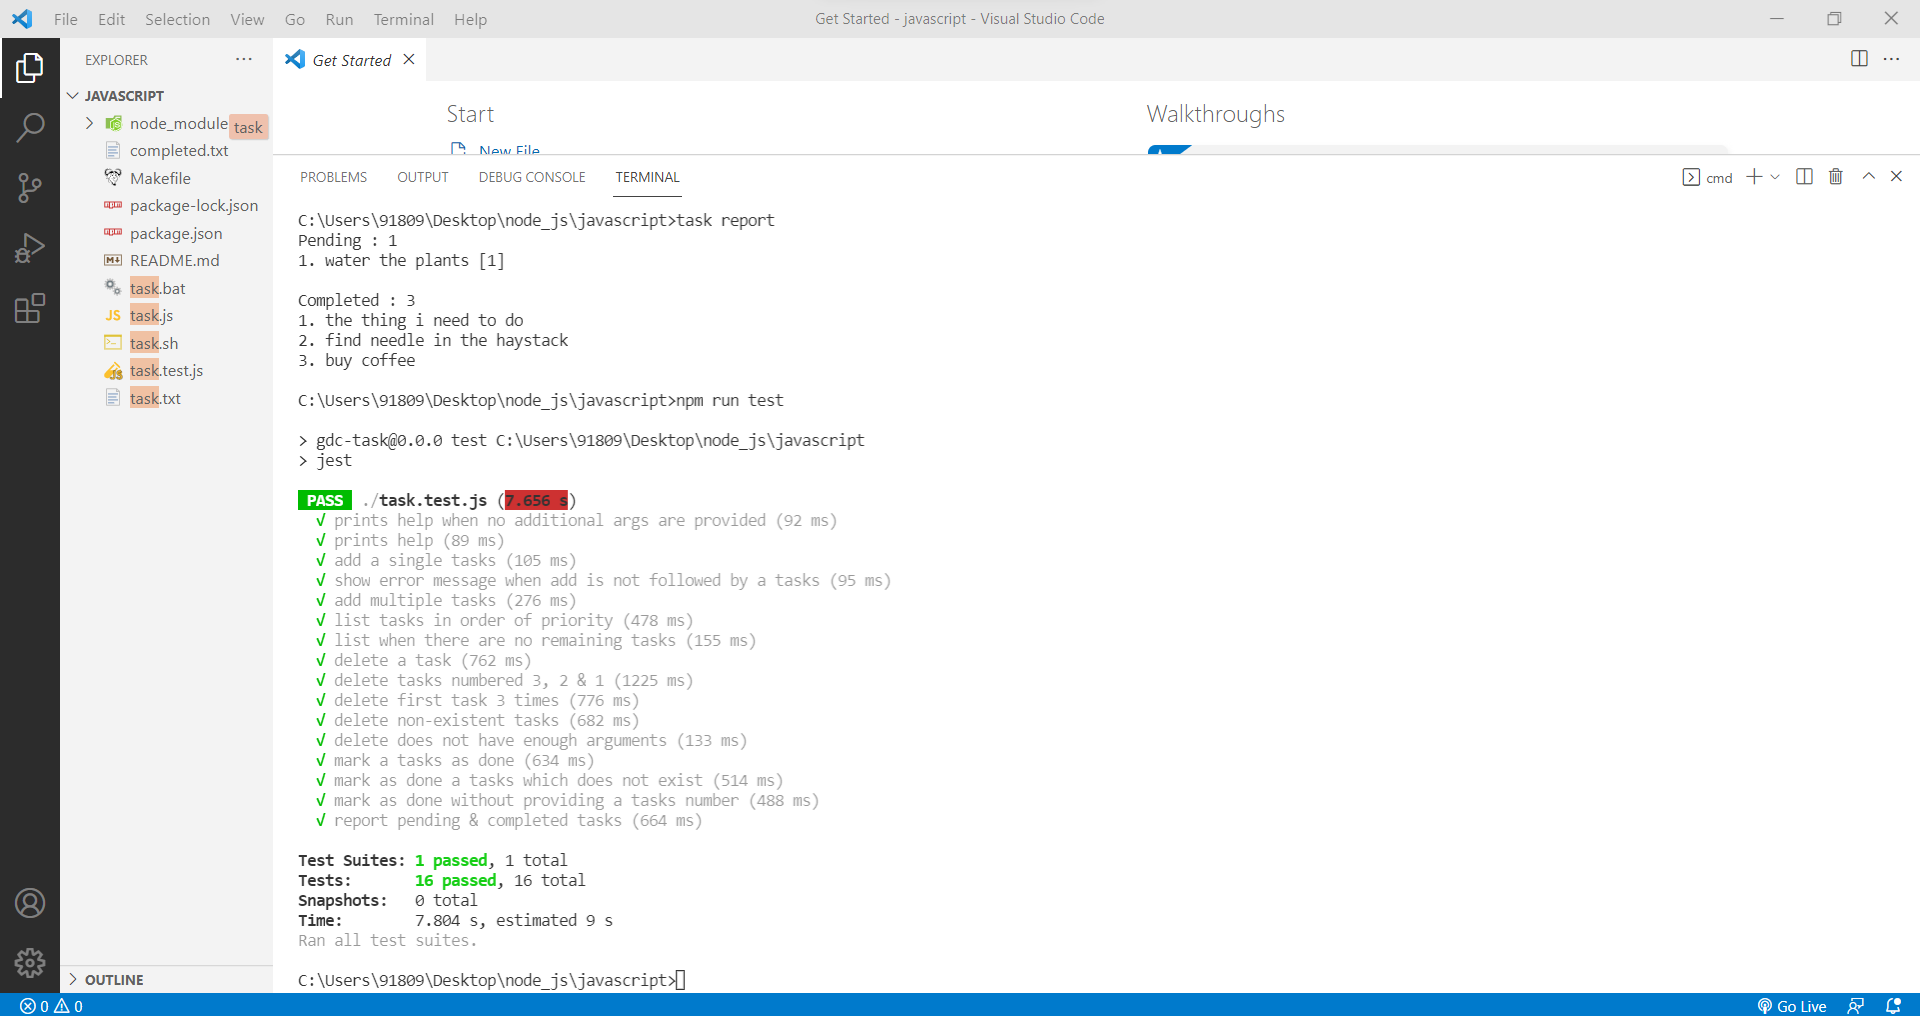 File Edit Selection View Go Run Terminal Help
Get Started - javascript - Visual Studio Code
EXPLORER
JAVASCRIPT
node_module
task
completed.txt
Makefile
package-lock.json
package.json
README.md
task.bat
JS task.js
task.sh
task.test.js
task.txt
OUTLINE
Get Started
Start
New File
Walkthroughs
PROBLEMS OUTPUT DEBUG CONSOLE TERMINAL
cmd
C:\Users\91809\Desktop\node_js\javascript>task report
Pending : 1
1. water the plants [1]
Completed : 3
1. the thing i need to do
2. find needle in the haystack
3. buy coffee
C:\Users\91809\Desktop\node_js\javascript>npm run test
> gdc-task@0.0.0 test C:\Users\91809\Desktop\node_js\javascript
> jest
PASS ./task.test.js (7.656 s)
√ prints help when no additional args are provided (92 ms)
√ prints help (89 ms)
√ add a single tasks (105 ms)
√ show error message when add is not followed by a tasks (95 ms)
√ add multiple tasks (276 ms)
√ list tasks in order of priority (478 ms)
√ list when there are no remaining tasks (155 ms)
√ delete a task (762 ms)
√ delete tasks numbered 3, 2 & 1 (1225 ms)
√ delete first task 3 times (776 ms)
√ delete non-existent tasks (682 ms)
√ delete does not have enough arguments (133 ms)
√ mark a tasks as done (634 ms)
√ mark as done a tasks which does not exist (514 ms)
√ mark as done without providing a tasks number (488 ms)
√ report pending & completed tasks (664 ms)
Test Suites: 1 passed, 1 total
Tests: 16 passed, 16 total
Snapshots: 0 total
Time: 7.804 s, estimated 9 s
Ran all test suites.
C:\Users\91809\Desktop\node_js\javascript>
0 0
Go Live